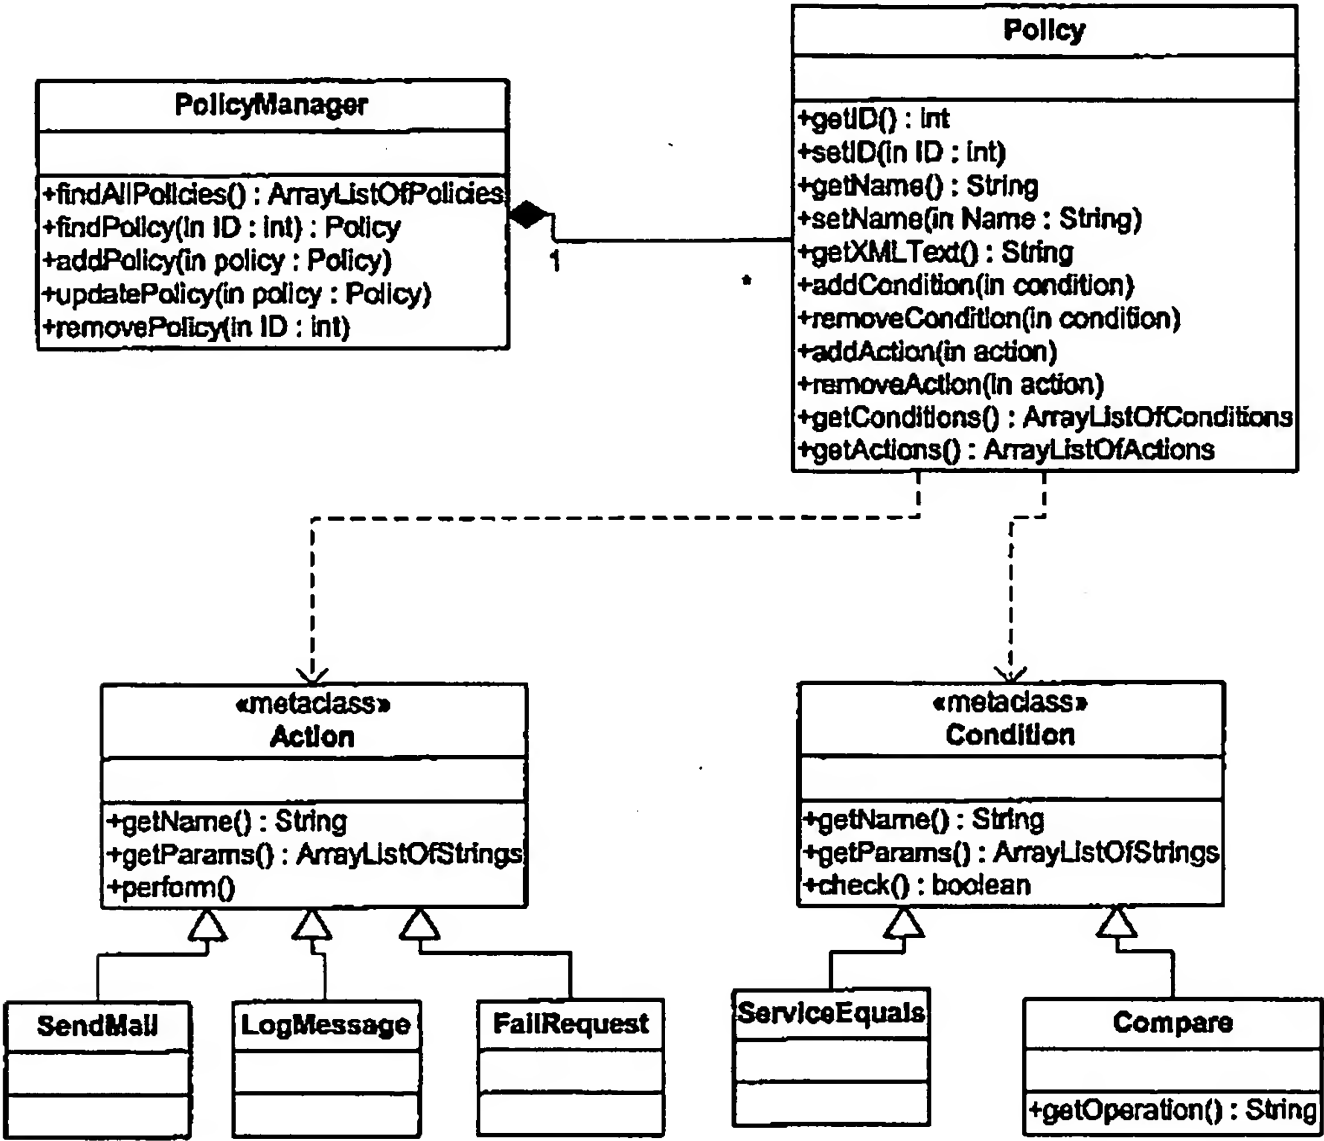 PolicyManager
+findAllPolicies() : ArrayListOfPolicies
+findPolicy(in ID : int) : Policy
+addPolicy(in policy : Policy)
+updatePolicy(in policy : Policy)
+removePolicy(in ID : int)
1
*
Policy
+getID() : int
+setID(in ID : int)
+getName() : String
+setName(in Name : String)
+getXMLText() : String
+addCondition(in condition)
+removeCondition(in condition)
+addAction(in action)
+removeAction(in action)
+getConditions() : ArrayListOfConditions
+getActions() : ArrayListOfActions
«metaclass»
Action
+getName() : String
+getParams() : ArrayListOfStrings
+perform()
«metaclass»
Condition
+getName() : String
+getParams() : ArrayListOfStrings
+check() : boolean
SendMail
LogMessage
FailRequest
ServiceEquals
Compare
+getOperation() : String